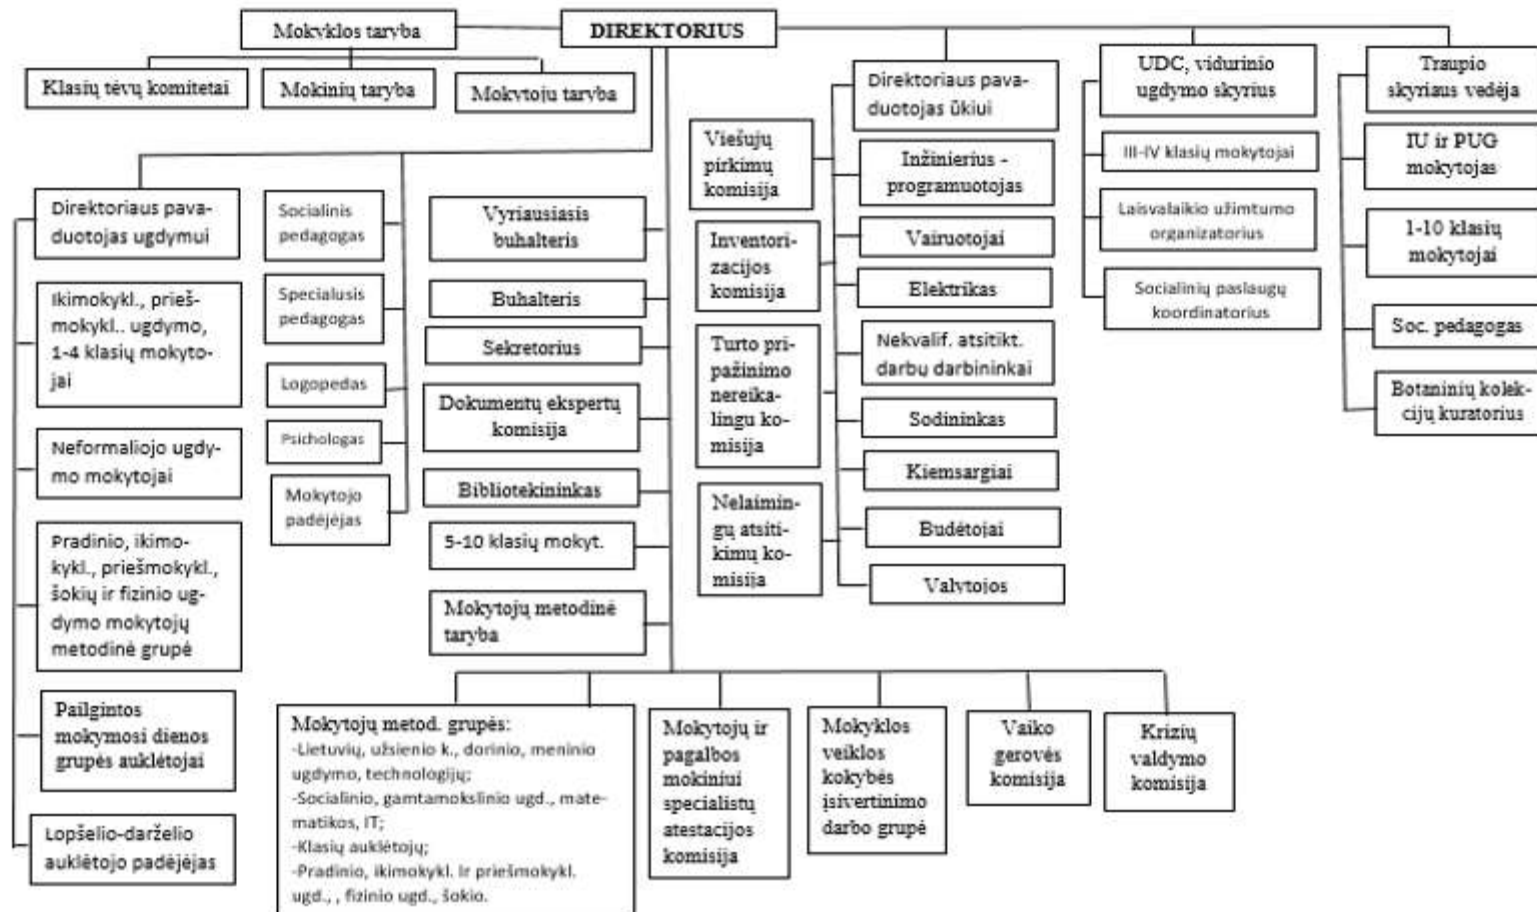 Mokyklos taryba
DIREKTORIUS
Klasių tėvų komitetai
Mokinių taryba
Mokytoju taryba
Direktoriaus pava-
duotojas ugdymui
Ikimokykl., prieš-
mokykl.. ugdymo,
1-4 klasių mokyto-
jai
Neformaliojo ugdy-
mo mokytojai
Pradinio, ikimo-
kykl., priešmokykl.,
šokių ir fizinio ug-
dymo mokytojų
metodinė grupė
Pailgintos
mokymosi dienos
grupės auklėtojai
Lopšelio-darželio
auklėtojo padėjėjas
Socialinis
pedagogas
Specialusis
pedagogas
Logopedas
Psichologas
Mokytojo
padėjėjas
Vyriausiasis
buhalteris
Buhalteris
Sekretorius
Dokumentų ekspertų
komisija
Bibliotekininkas
5-10 klasių mokyt.
Mokytojų metodinė
taryba
Viešujų
pirkimų
komisija
Inventori-
zacijos
komisija
Turto pri-
pažinimo
nereika-
lingu ko-
misija
Nelaimin-
gų atsiti-
kimų ko-
misija
Direktoriaus pava-
duotojas ūkiui
Inžinierius -
programuotojas
Vairuotojai
Elektrikas
Nekvalif. atsitikt.
darbų darbininkai
Sodininkas
Kiemsargiai
Budėtojai
Valytojos
UDC, vidurinio
ugdymo skyrius
III-IV klasių mokytojai
Laisvalaikio užimtumo
organizatorius
Socialinių paslaugų
koordinatorius
Traupio
skyriaus vedėja
IU ir PUG
mokytojas
1-10 klasių
mokytojai
Soc. pedagogas
Botaninių kolek-
cijų kuratorius
Mokytojų metod. grupės:
-Lietuvių, užsienio k., dorinio, meninio
ugdymo, technologijų;
-Socialinio, gamtamokslinio ugd., mate-
matikos, IT;
-Klasių auklėtojų;
-Pradinio, ikimokykl. Ir priešmokykl.
ugd., , fizinio ugd., šokio.
Mokytojų ir
pagalbos
mokiniui
specialistų
atestacijos
komisija
Mokyklos
veiklos
kokybės
įsivertinimo
darbo grupė
Vaiko
gerovės
komisija
Krizių
valdymo
komisija